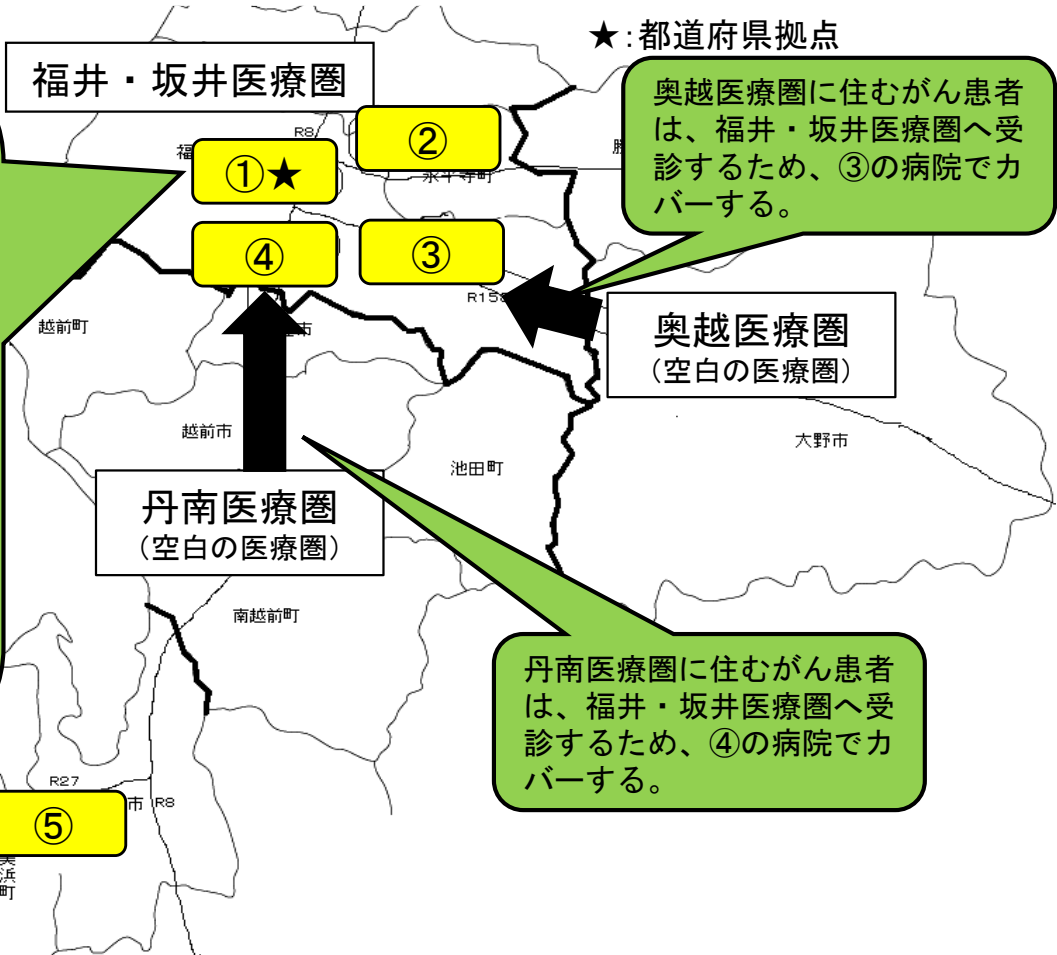 ★：都道府県拠点
福井・坂井医療圏
奥越医療圏に住むがん患者
は、福井・坂井医療圏へ受
診するため、③の病院でカ
バーする。
R8
②
福
①★
永平寺町
勝
④
③
R158
越前町
市
奥越医療圏
（空白の医療圏）
越前市
池田町
大野市
丹南医療圏
（空白の医療圏）
南越前町
丹南医療圏に住むがん患者
は、福井・坂井医療圏へ受
診するため、④の病院でカ
バーする。
R27
市
R8
⑤
美浜町